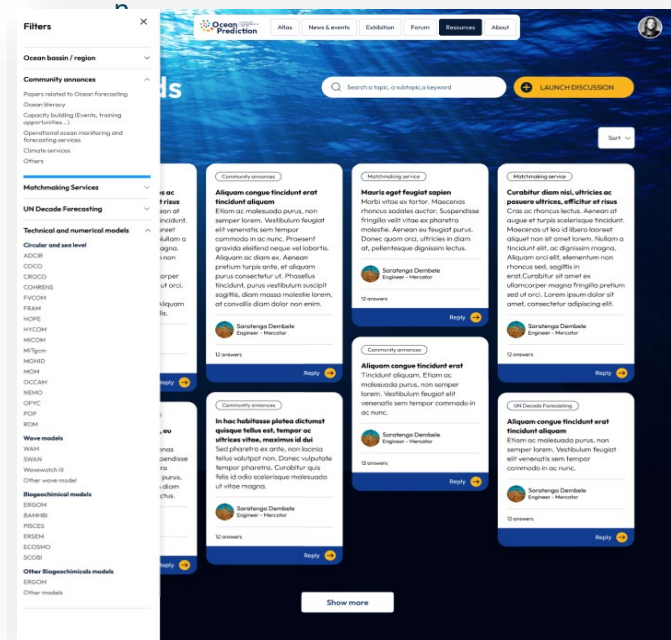 n
Filters
Ocean bassin / region
Community annonces
Papers related to Ocean forecasting
Ocean literacy
Capacity building (Events, training
opportunities...)
Operational ocean monitoring and
forecasting services
Climate services
Others
Matchmaking Services
UN Decade Forecasting
Technical and numerical models
Circular and sea level
ADCIR
COCO
CROCO
COHRENS
FVCOM
FRAM
HOPE
HYCOM
MICOM
MITgcm
MOHID
MOM
OCCAM
NEMO
OPYC
POP
ROM
Wave models
WAM
SWAN
Wavewatch III
Other wave model
Biogeochimical models
ERGOM
BAMHBI
PISCES
ERSEM
ECOSMO
SCOBI
Other Biogeochimicals models
ERGOM
Other models
Ocean
Prediction
Atlas
News & events
Exhibition
Forum
Resources
About
ds
Search a topic, a subtopic,a keyword
LAUNCH DISCUSSION
Sort
Reply
Reply
Community annonces
Aliquam congue tincidunt erat
tincidunt aliquam
Etiam ac malesuada purus, non
semper lorem. Vestibulum feugiat
elit venenatis sem tempor
commodo in ac nunc. Praesent
gravida eleifend neque vel lobortis.
Aliquam ac diam ex. Aenean
pretium turpis ante, et aliquam
purus consectetur ut. Phasellus
tincidunt, purus vestibulum suscipit
sagittis, diam massa molestie lorem,
at convallis diam dolor non enim.
Saratenga Dembele
Engineer - Mercator
12 answers
Reply
Community annonces
In hac habitasse platea dictumst
quisque tellus est, tempor ac
ultrices vitae, maximus id dui
Sed pharetra ex ante, non lacinia
tellus volutpat non. Donec vulputate
tempor pharetra. Curabitur quis
felis id odio scelerisque malesuada
ut vitae magna.
Saratenga Dembele
Engineer - Mercator
12 answers
Reply
Matchmaking service
Mauris eget feugiat sapien
Morbi vitae ex tortor. Maecenas
rhoncus sodales auctor. Suspendisse
fringilla velit vitae ex pharetra
molestie. Aenean eu feugiat purus.
Donec quam orci, ultricies in diam
at, pellentesque dignissim lectus.
Saratenga Dembele
Engineer - Mercator
12 answers
Reply
Community annonces
Aliquam congue tincidunt erat
Tincidunt aliquam. Etiam ac
malesuada purus, non semper
lorem. Vestibulum feugiat elit
venenatis sem tempor commodo in
ac nunc.
Saratenga Dembele
Engineer - Mercator
12 answers
Reply
Matchmaking service
Curabitur diam nisi, ultricies ac
posuere ultrices, efficitur et risus
Cras ac rhoncus lectus. Aenean at
augue et turpis scelerisque tincidunt.
Maecenas ut leo id libero laoreet
aliquet non sit amet lorem. Nullam a
tincidunt elit, ac dignissim magna.
Aliquam orci elit, elementum non
rhoncus sed, sagittis in
erat.Curabitur sit amet ex
ullamcorper magna fringilla pretium
sed ut orci. Lorem ipsum dolor sit
amet, consectetur adipiscing elit.
Saratenga Dembele
Engineer - Mercator
12 answers
Reply
UN Decade Forecasting
Aliquam congue tincidunt erat
tincidunt aliquam
Etiam ac malesuada purus, non
semper lorem. Vestibulum feugiat
elit venenatis sem tempor
commodo in ac nunc.
Saratenga Dembele
Engineer - Mercator
12 answers
Reply
Show more